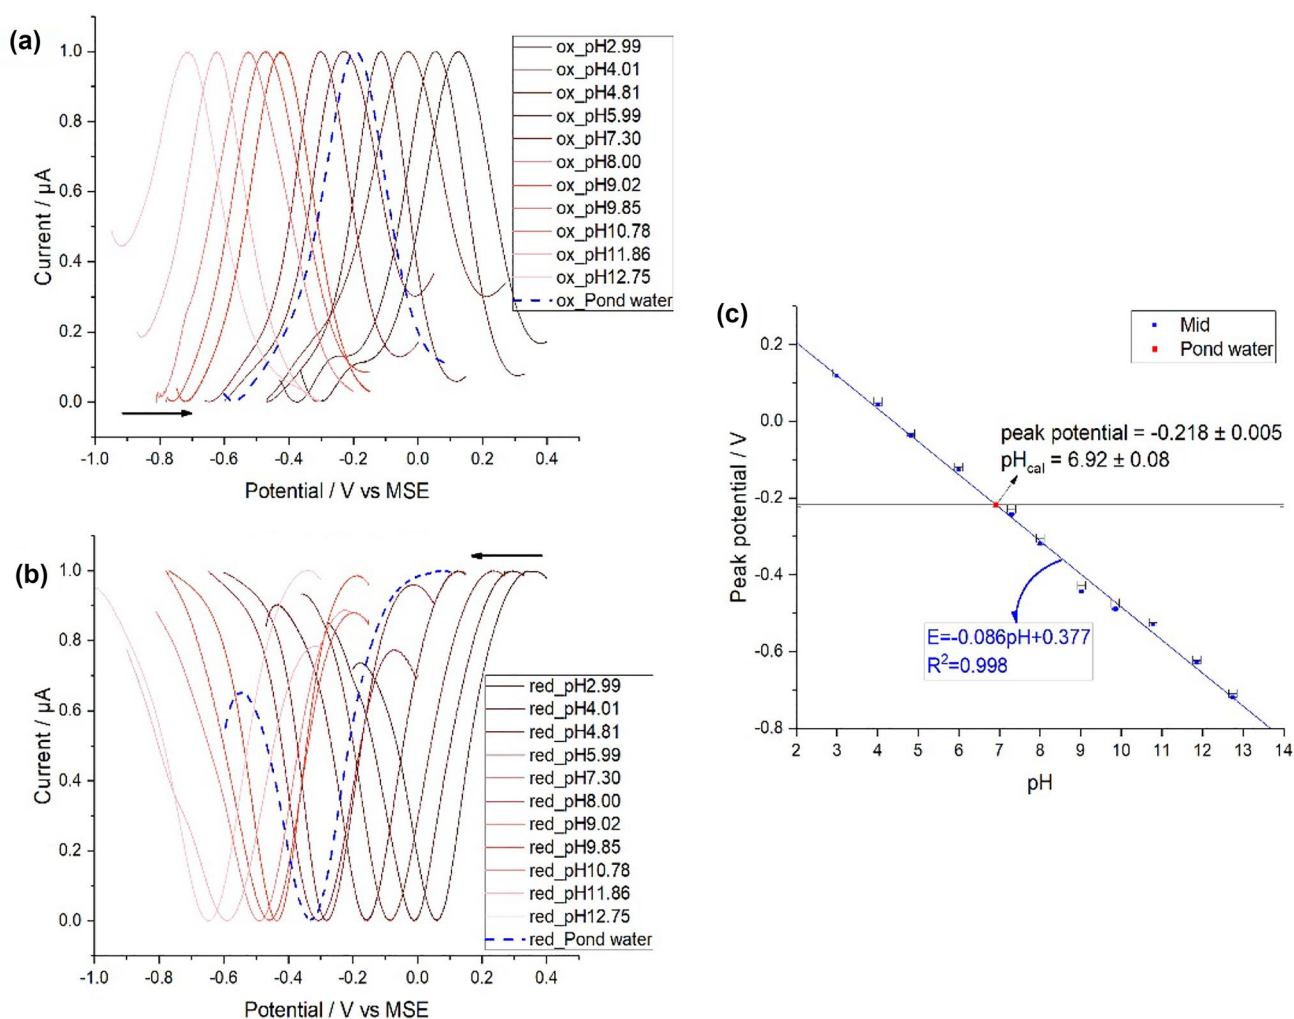 (a)
1.0
0.8
0.6
0.4
0.2
0.0
Current / μA
-1.0 -0.8 -0.6 -0.4 -0.2 0.0 0.2 0.4
Potential / V vs MSE
ox_pH2.99
ox_pH4.01
ox_pH4.81
ox_pH5.99
ox_pH7.30
ox_pH8.00
ox_pH9.02
ox_pH9.85
ox_pH10.78
ox_pH11.86
ox_pH12.75
ox_Pond water
(b)
1.0
0.8
0.6
0.4
0.2
0.0
Current / μA
-1.0 -0.8 -0.6 -0.4 -0.2 0.0 0.2 0.4
Potential / V vs MSE
red_pH2.99
red_pH4.01
red_pH4.81
red_pH5.99
red_pH7.30
red_pH8.00
red_pH9.02
red_pH9.85
red_pH10.78
red_pH11.86
red_pH12.75
red_Pond water
(c)
0.2
0.0
-0.2
-0.4
-0.6
-0.8
Peak potential / V
2 3 4 5 6 7 8 9 10 11 12 13 14
pH
Mid
Pond water
peak potential = -0.218 ± 0.005
pHcal = 6.92 ± 0.08
E=-0.086pH+0.377
R²=0.998